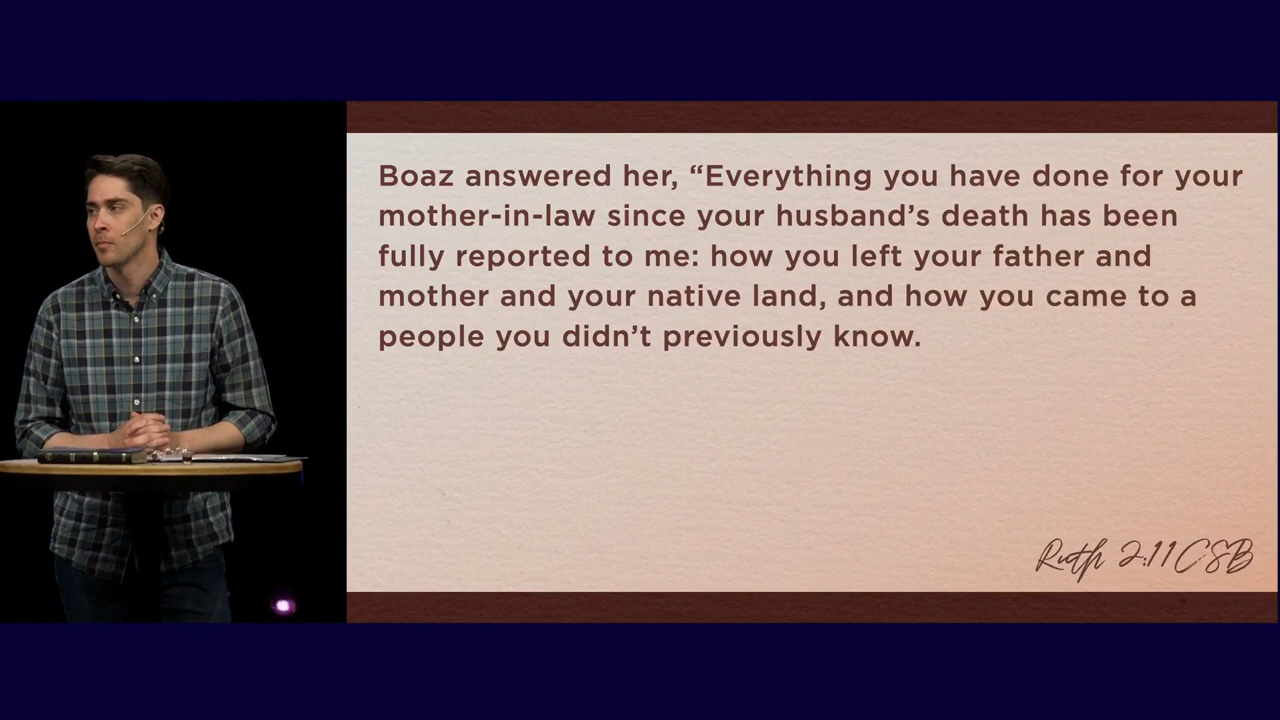 Boaz answered her, “Everything you have done for your
mother-in-law since your husband’s death has been
fully reported to me: how you left your father and
mother and your native land, and how you came to a
people you didn’t previously know.
Ruth 2:11 CSB